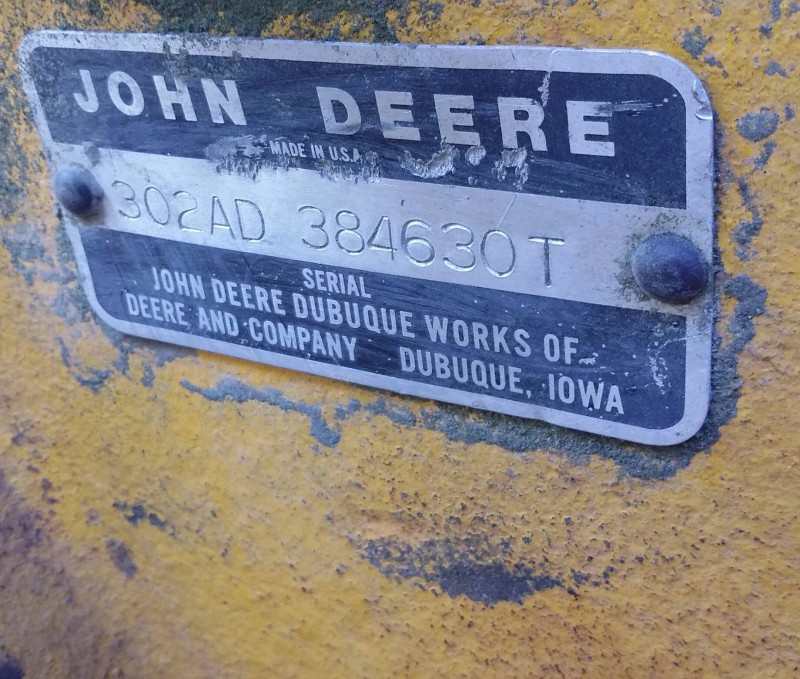 JOHN DEERE
MADE IN U.S.A.
302AD 384630T
SERIAL
JOHN DEERE DUBUQUE WORKS OF
DEERE AND COMPANY DUBUQUE, IOWA